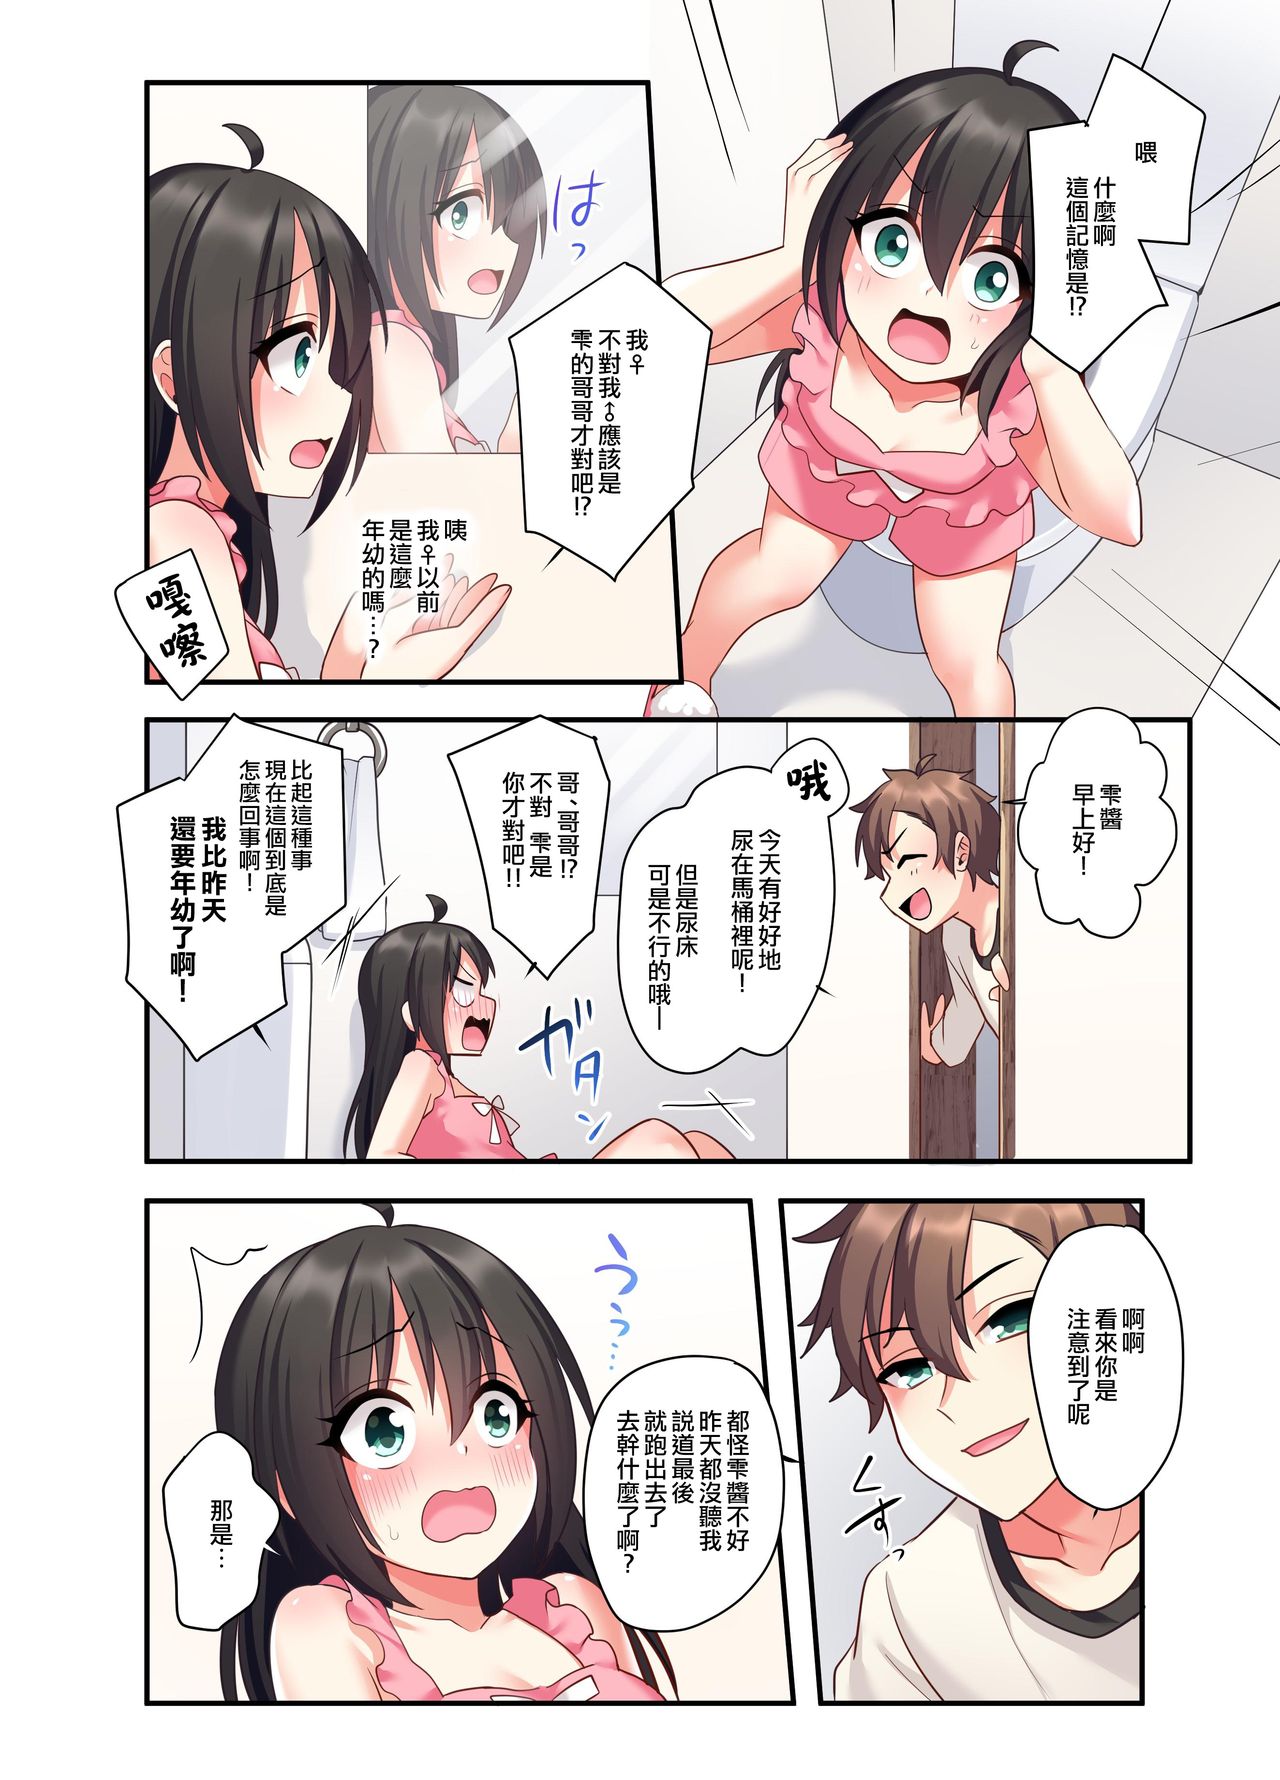 喂
什麼啊
這個記憶是!?
はっ
我♀
不對我♂應該是
雫的哥哥才對吧!?
咦
我♀以前
是這麼
年幼的嗎…?
嘎嚓
雫醬
早上好！
哦
今天有好好地
尿在馬桶裡呢！
但是尿床
可是不行的哦ー
哥、哥哥!?
不對 雫是
你才對吧!!
ガタン
比起這種事
現在這個到底是
怎麼回事啊！
我比昨天
還要年幼了啊！
啊啊
看來你是
注意到了呢
くすっ
都怪雫醬不好
昨天都沒聽我
説道最後
就跑出去了
去幹什麼了啊？
うぅ…
那是…